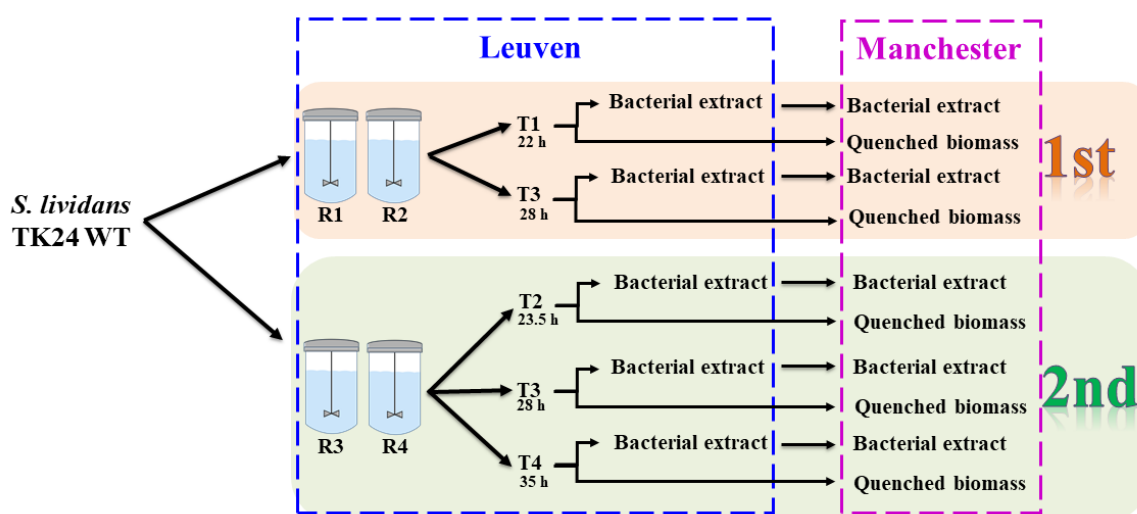 Leuven
Manchester
S. lividans
TK24 WT
R1
R2
T1
22 h
Bacterial extract
Bacterial extract
Quenched biomass
T3
28 h
Bacterial extract
Bacterial extract
Quenched biomass
1st
R3
R4
T2
23.5 h
Bacterial extract
Bacterial extract
Quenched biomass
T3
28 h
Bacterial extract
Bacterial extract
Quenched biomass
T4
35 h
Bacterial extract
Bacterial extract
Quenched biomass
2nd